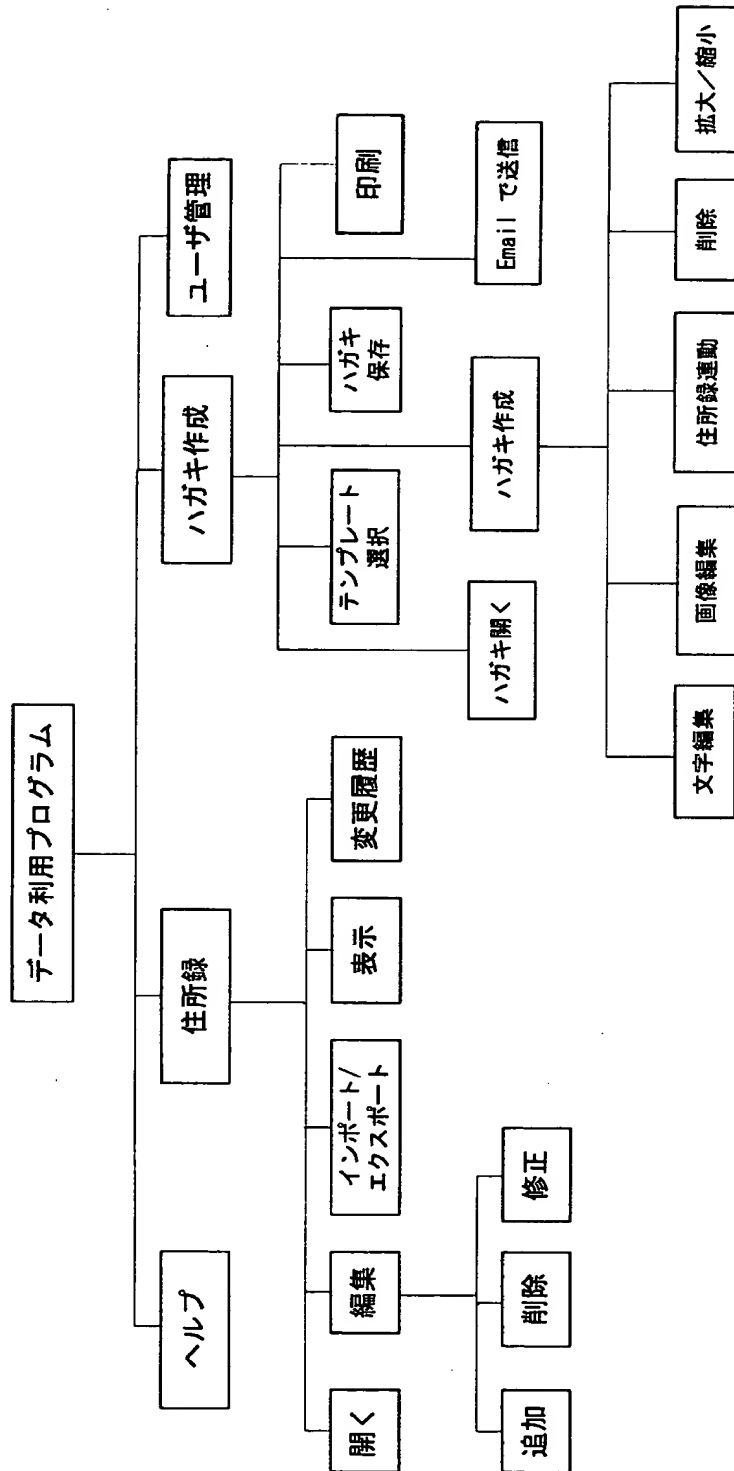 データ利用プログラム
ヘルプ
住所録
ハガキ作成
ユーザ管理
開く
編集
インポート/
エクスポート
表示
変更履歴
テンプレート
選択
ハガキ
保存
印刷
追加
削除
修正
ハガキ開く
ハガキ作成
Email で送信
文字編集
画像編集
住所録連動
削除
拡大/縮小